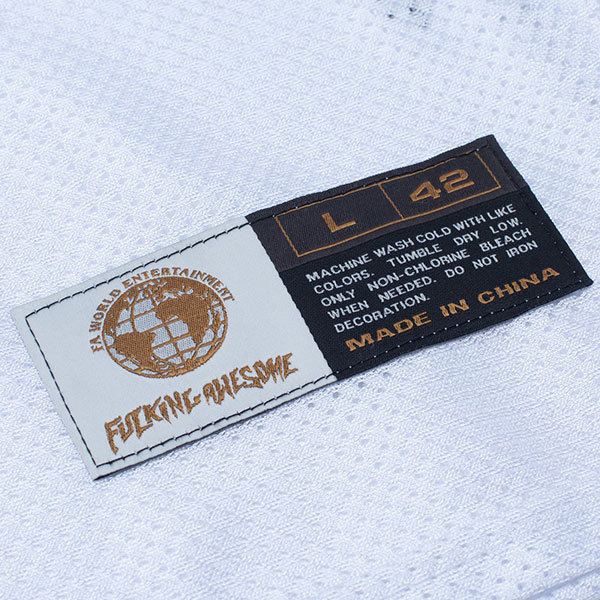 FA WORLD ENTERTAINMENT
FUCKING AWESOME
L 42
MACHINE WASH COLD WITH LIKE
COLORS. TUMBLE DRY LOW.
ONLY NON-CHLORINE BLEACH
WHEN NEEDED. DO NOT IRON
DECORATION.
MADE IN CHINA